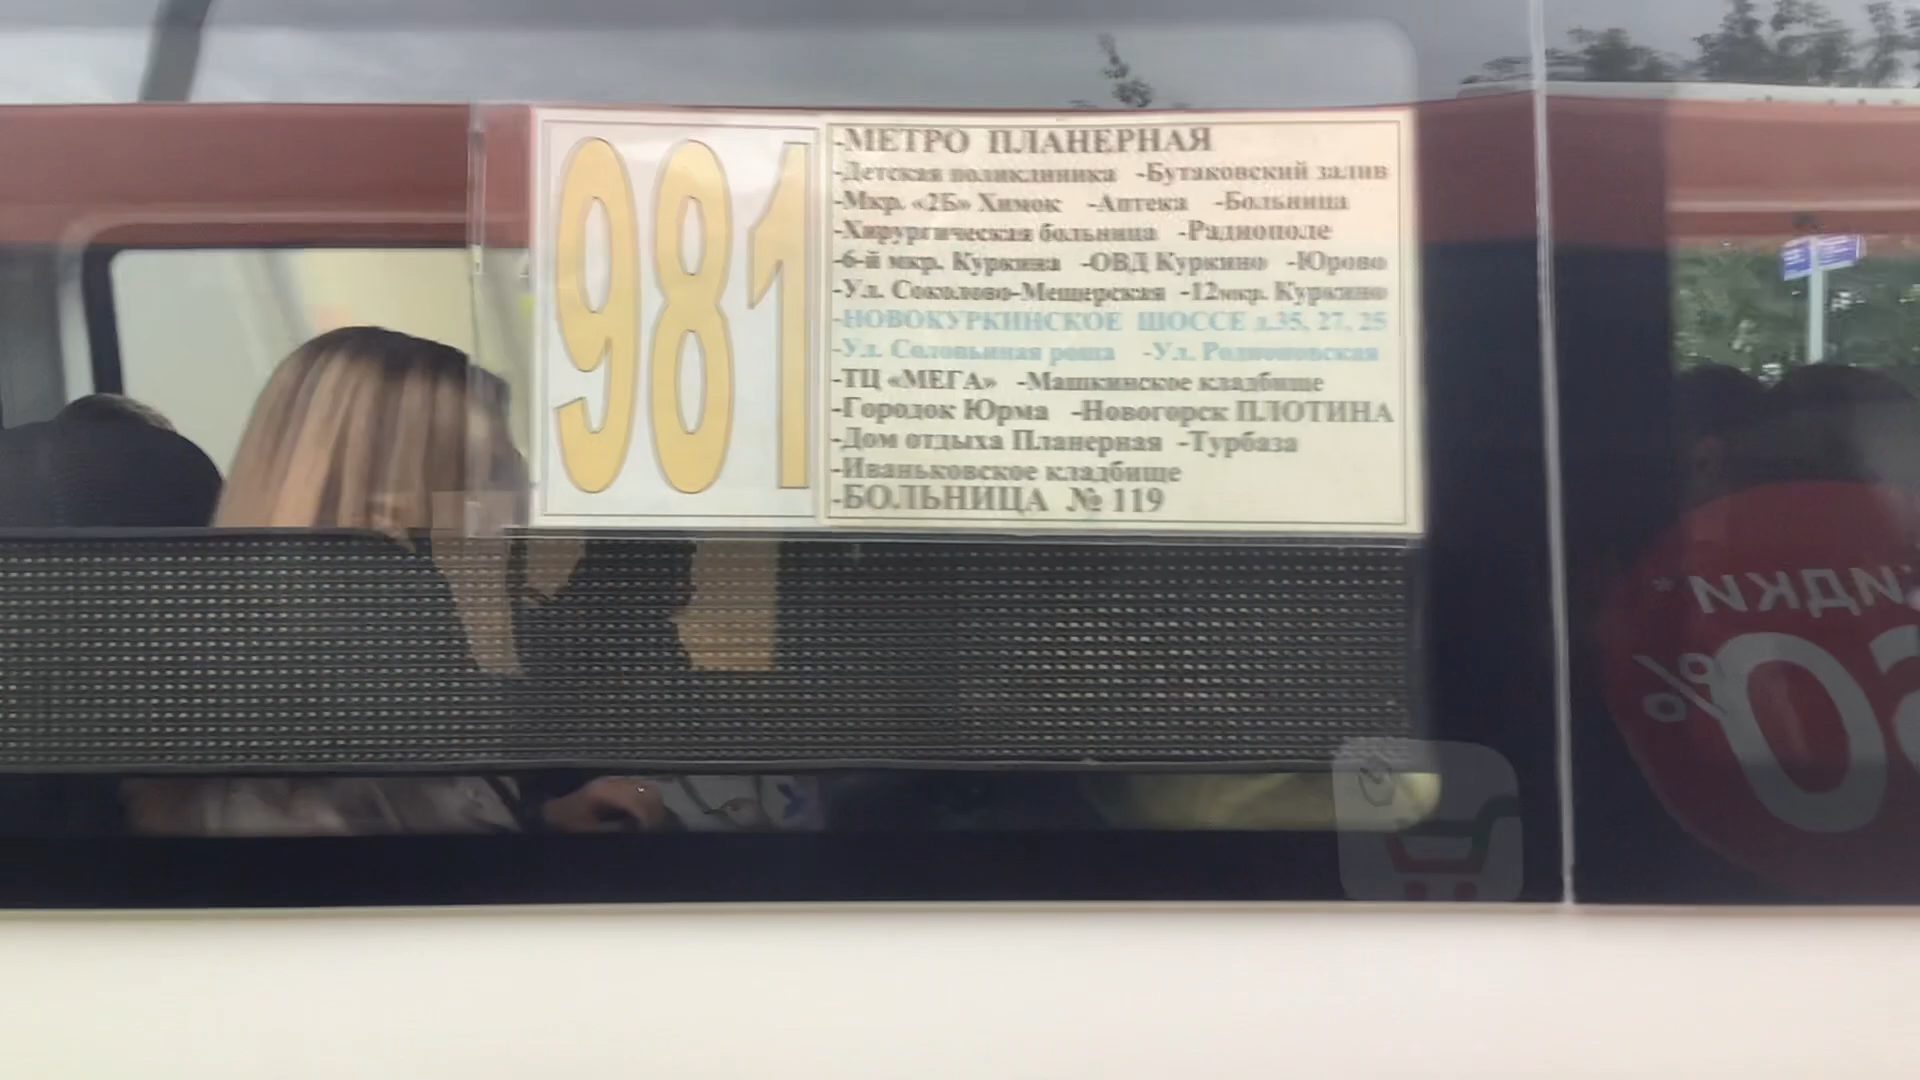 981
-МЕТРО ПЛАНЕРНАЯ
-Детская поликлиника -Бутаковский залив
-Мкр. «2Б» Химок -Аптека -Больница
-Хирургическая больница -Радиополе
-6-й мкр. Куркина -ОВД Куркино -Юрово
-Ул. Соколово-Мещерская -12мкр. Куркино
-НОВОКУРКИНСКОЕ ШОССЕ д.35, 27, 25
-Ул. Соловьиная роща -Ул. Родионовская
-ТЦ «МЕГА» -Машкинское кладбище
-Городок Юрма -Новогорск ПЛОТИНА
-Дом отдыха Планерная -Турбаза
-Иваньковское кладбище
-БОЛЬНИЦА № 119